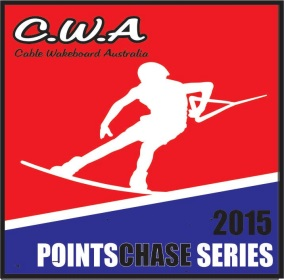 C.W.A
Cable Wakeboard Australia
2015
POINTSCHASE SERIES